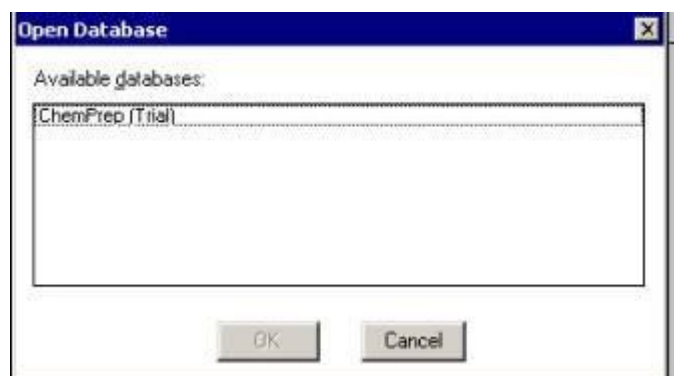 Open Database
Available databases:
ChemPrep (Trial)
OK
Cancel